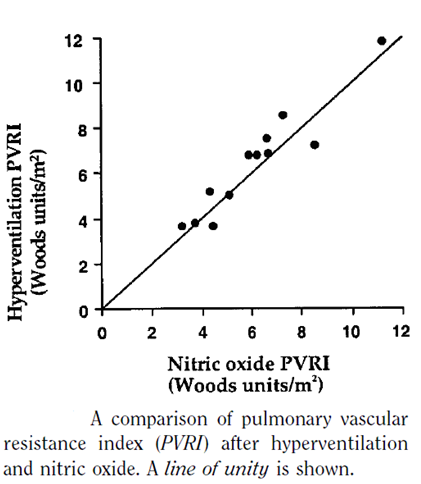 12
10
8
6
4
2
0
Hyperventilation PVRI
(Woods units/m²)
0 2 4 6 8 10 12
Nitric oxide PVRI
(Woods units/m²)
A comparison of pulmonary vascular
resistance index (PVRI) after hyperventilation
and nitric oxide. A line of unity is shown.